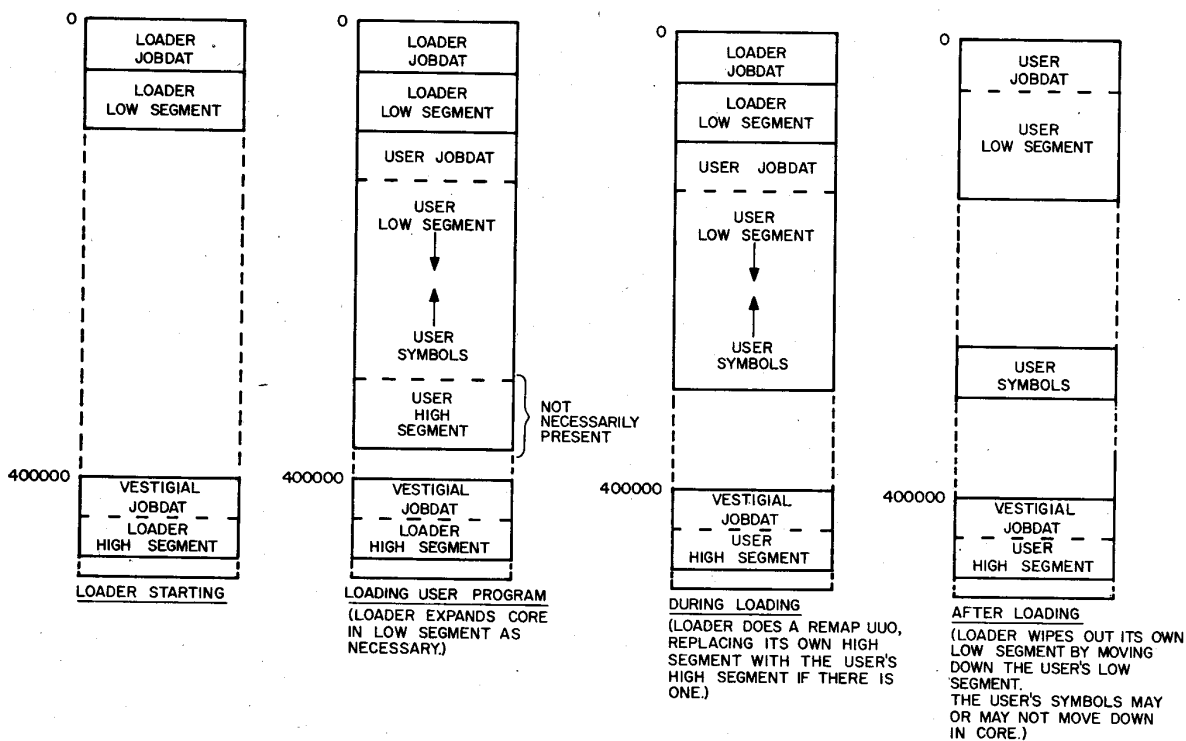 0
LOADER
JOBDAT
LOADER
LOW SEGMENT
400000
VESTIGIAL
JOBDAT
LOADER
HIGH SEGMENT
LOADER STARTING
0
LOADER
JOBDAT
LOADER
LOW SEGMENT
USER JOBDAT
USER
LOW SEGMENT
USER
SYMBOLS
USER
HIGH
SEGMENT
NOT
NECESSARILY
PRESENT
400000
VESTIGIAL
JOBDAT
LOADER
HIGH SEGMENT
LOADING USER PROGRAM
(LOADER EXPANDS CORE
IN LOW SEGMENT AS
NECESSARY.)
0
LOADER
JOBDAT
LOADER
LOW SEGMENT
USER JOBDAT
USER
LOW SEGMENT
USER
SYMBOLS
400000
VESTIGIAL
JOBDAT
USER
HIGH SEGMENT
DURING LOADING
(LOADER DOES A REMAP UUO,
REPLACING ITS OWN HIGH
SEGMENT WITH THE USER'S
HIGH SEGMENT IF THERE IS
ONE.)
0
USER
JOBDAT
USER
LOW SEGMENT
USER
SYMBOLS
400000
VESTIGIAL
JOBDAT
USER
HIGH SEGMENT
AFTER LOADING
(LOADER WIPES OUT ITS OWN
LOW SEGMENT BY MOVING
DOWN THE USER'S LOW
SEGMENT.
THE USER'S SYMBOLS MAY
OR MAY NOT MOVE DOWN
IN CORE.)